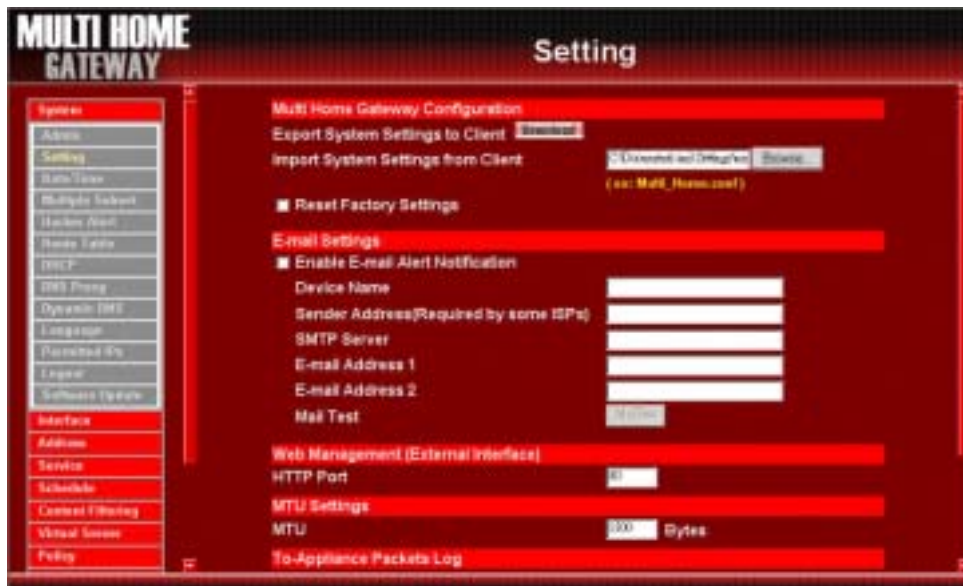 MULTI HOME
GATEWAY
Setting
System
Admin
Setting
Date/Time
Multiple Subnet
Hacker Alert
Route Table
DHCP
DNS Proxy
Dynamic DNS
Language
Permitted IPs
Logout
Software Update
Interface
Address
Service
Schedule
Content Filtering
Virtual Server
Policy
Multi Home Gateway Configuration
Export System Settings to Client Download
Import System Settings from Client Browse...
( ex: Multi_Home.conf )
Reset Factory Settings
E-mail Settings
Enable E-mail Alert Notification
Device Name
Sender Address(Required by some ISPs)
SMTP Server
E-mail Address 1
E-mail Address 2
Mail Test
Web Management (External Interface)
HTTP Port 80
MTU Settings
MTU Bytes
To-Appliance Packets Log